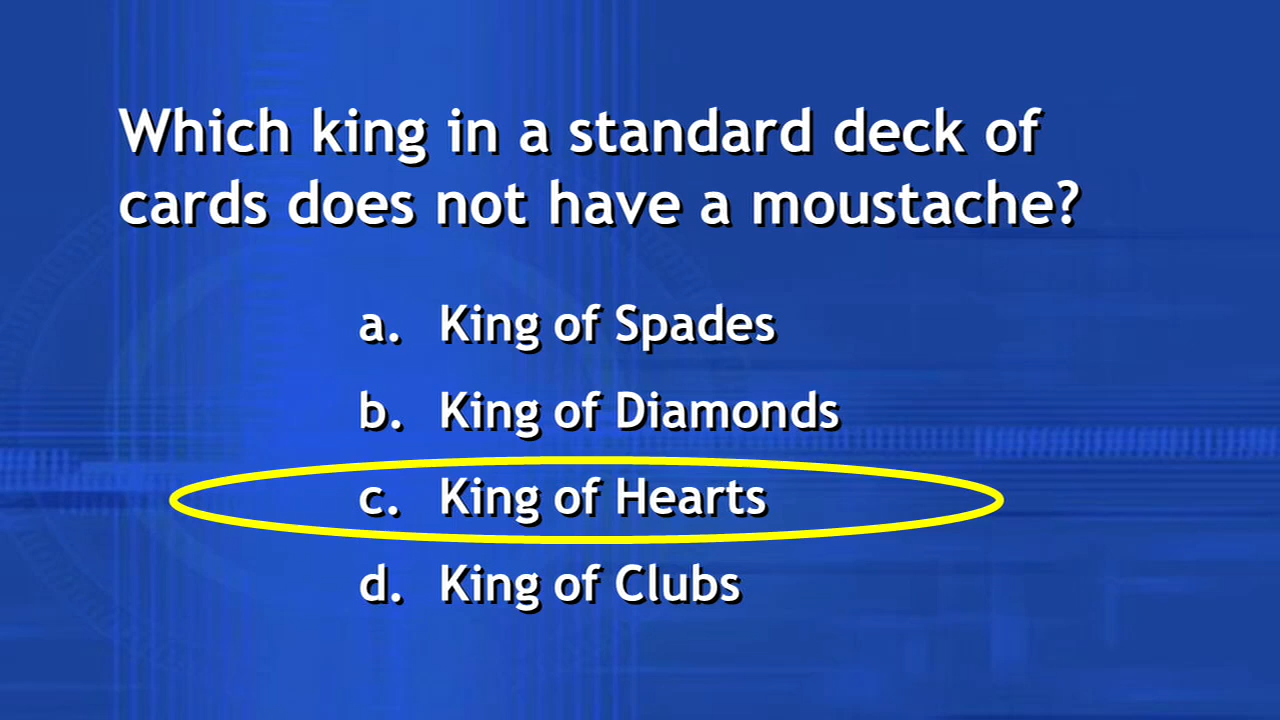 Which king in a standard deck of
cards does not have a moustache?
a. King of Spades
b. King of Diamonds
c. King of Hearts
d. King of Clubs